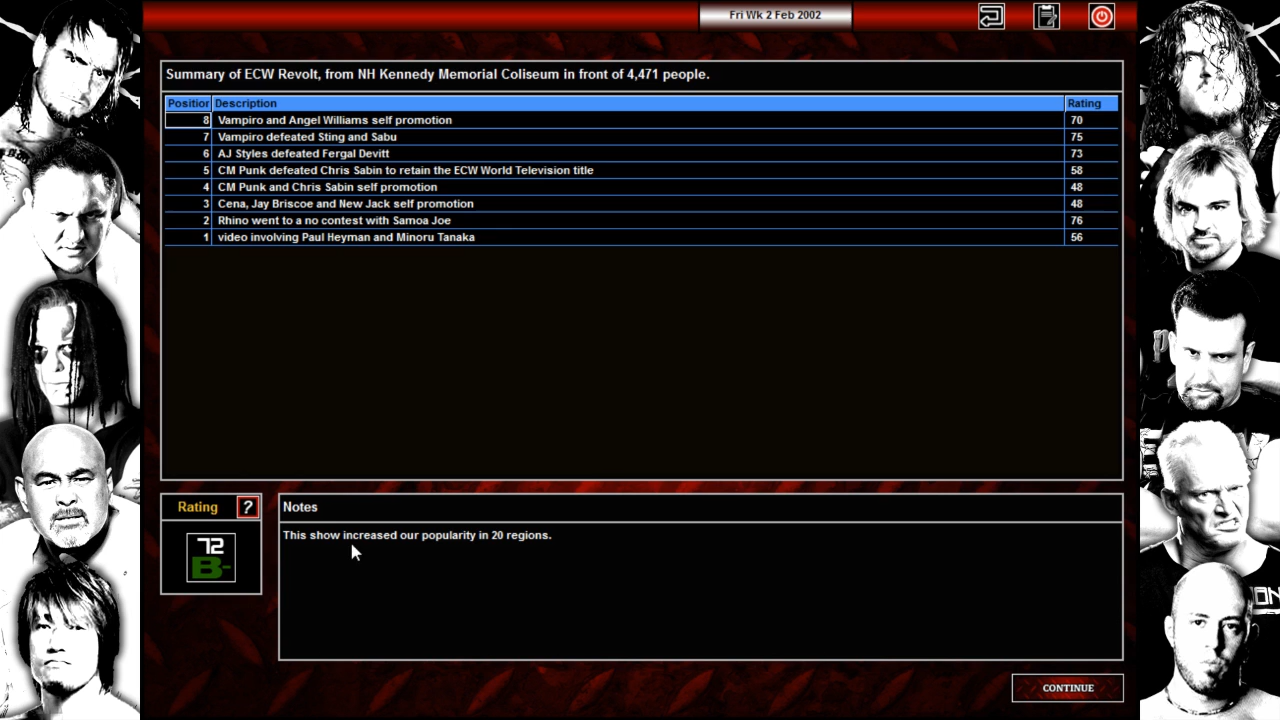 Fri Wk 2 Feb 2002
Summary of ECW Revolt, from NH Kennedy Memorial Coliseum in front of 4,471 people.
Position Description Rating
8 Vampiro and Angel Williams self promotion 70
7 Vampiro defeated Sting and Sabu 75
6 AJ Styles defeated Fergal Devitt 73
5 CM Punk defeated Chris Sabin to retain the ECW World Television title 58
4 CM Punk and Chris Sabin self promotion 48
3 Cena, Jay Briscoe and New Jack self promotion 48
2 Rhino went to a no contest with Samoa Joe 76
1 video involving Paul Heyman and Minoru Tanaka 56
Rating ? Notes
72
B-
This show increased our popularity in 20 regions.
CONTINUE